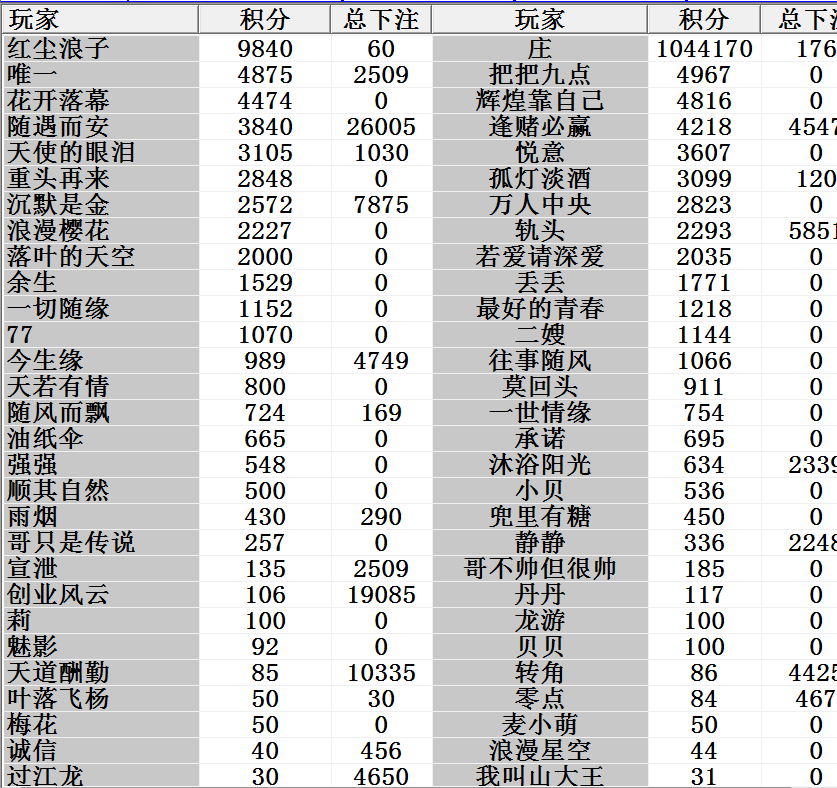 玩家 积分 总下注 玩家 积分 总下
红尘浪子 9840 60 庄 1044170 176
唯一 4875 2509 把把九点 4967 0
花开落幕 4474 0 辉煌靠自己 4816 0
随遇而安 3840 26005 逢赌必赢 4218 4547
天使的眼泪 3105 1030 悦意 3607 0
重头再来 2848 0 孤灯淡酒 3099 120
沉默是金 2572 7875 万人中央 2823 0
浪漫樱花 2227 0 轨头 2293 5851
落叶的天空 2000 0 若爱请深爱 2035 0
余生 1529 0 丢丢 1771 0
一切随缘 1152 0 最好的青春 1218 0
77 1070 0 二嫂 1144 0
今生缘 989 4749 往事随风 1066 0
天若有情 800 0 莫回头 911 0
随风而飘 724 169 一世情缘 754 0
油纸伞 665 0 承诺 695 0
强强 548 0 沐浴阳光 634 2339
顺其自然 500 0 小贝 536 0
雨烟 430 290 兜里有糖 450 0
哥只是传说 257 0 静静 336 2248
宣泄 135 2509 哥不帅但很帅 185 0
创业风云 106 19085 丹丹 117 0
莉 100 0 龙游 100 0
魅影 92 0 贝贝 100 0
天道酬勤 85 10335 转角 86 4425
叶落飞杨 50 30 零点 84 467
梅花 50 0 麦小萌 50 0
诚信 40 456 浪漫星空 44 0
过江龙 30 4650 我叫山大王 31 0